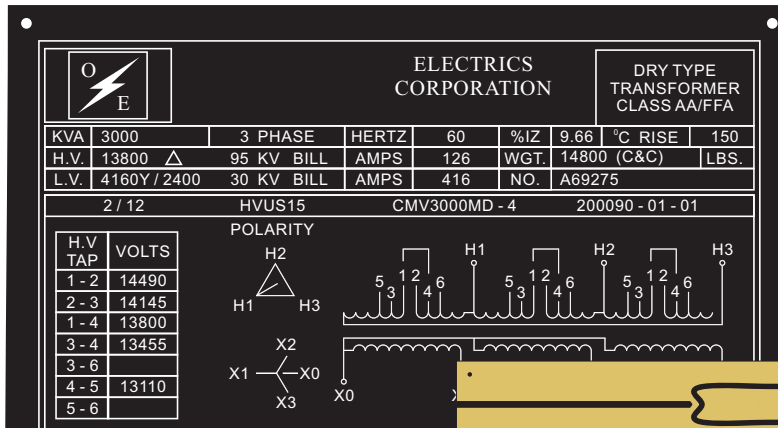 O
E
ELECTRICS
CORPORATION
DRY TYPE
TRANSFORMER
CLASS AA/FFA
KVA 3000 3 PHASE HERTZ 60 %IZ 9.66 °C RISE 150
H.V. 13800 △ 95 KV BILL AMPS 126 WGT. 14800 (C&C) LBS.
L.V. 4160Y / 2400 30 KV BILL AMPS 416 NO. A69275
2 / 12 HVUS15 CMV3000MD - 4 200090 - 01 - 01
H.V TAP VOLTS
1 - 2 14490
2 - 3 14145
1 - 4 13800
3 - 4 13455
3 - 6
4 - 5 13110
5 - 6
POLARITY
H2
H1 H3
X2
X1 X0
X3
H1 H2 H3
5 3 1 2 4 6 5 3 1 2 4 6 5 3 1 2 4 6
X0